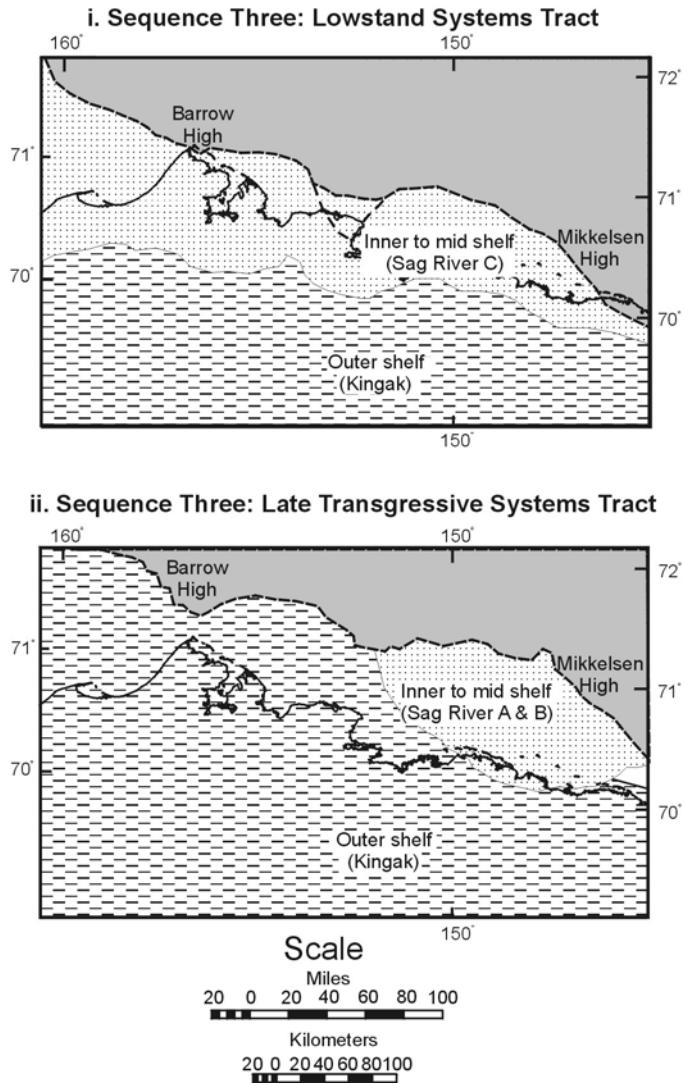 i. Sequence Three: Lowstand Systems Tract
160°
150°
72°
Barrow
High
71°
71°
Inner to mid shelf
(Sag River C)
Mikkelsen
High
70°
70°
Outer shelf
(Kingak)
150°
ii. Sequence Three: Late Transgressive Systems Tract
160°
150°
72°
Barrow
High
71°
71°
Inner to mid shelf
(Sag River A & B)
Mikkelsen
High
70°
70°
Outer shelf
(Kingak)
150°
Scale
Miles
20 0 20 40 60 80 100
Kilometers
20 0 20 40 60 80 100